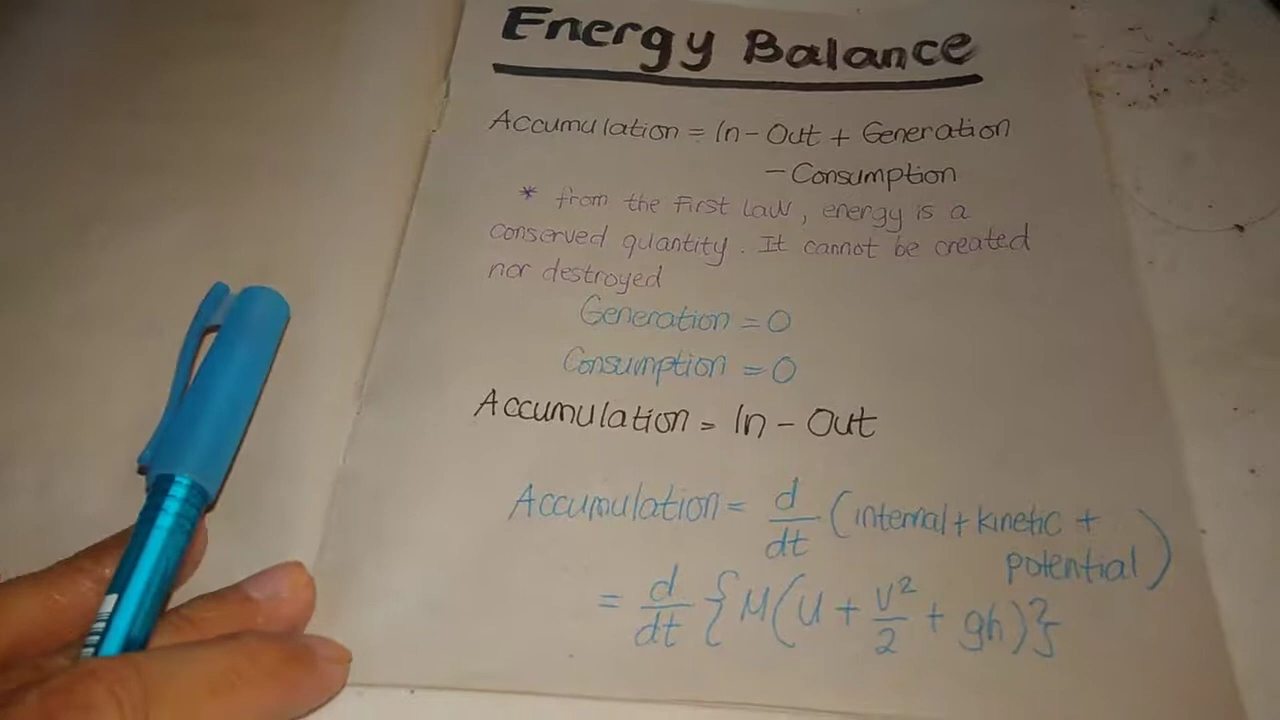 Energy Balance
Accumulation = In - Out + Generation
- Consumption
* from the First law, energy is a
conserved quantity. It cannot be created
nor destroyed
Generation = 0
Consumption = 0
Accumulation = In - Out
Accumulation = d/dt (internal + kinetic +
potential)
= d/dt {M(U + v²/2 + gh)}